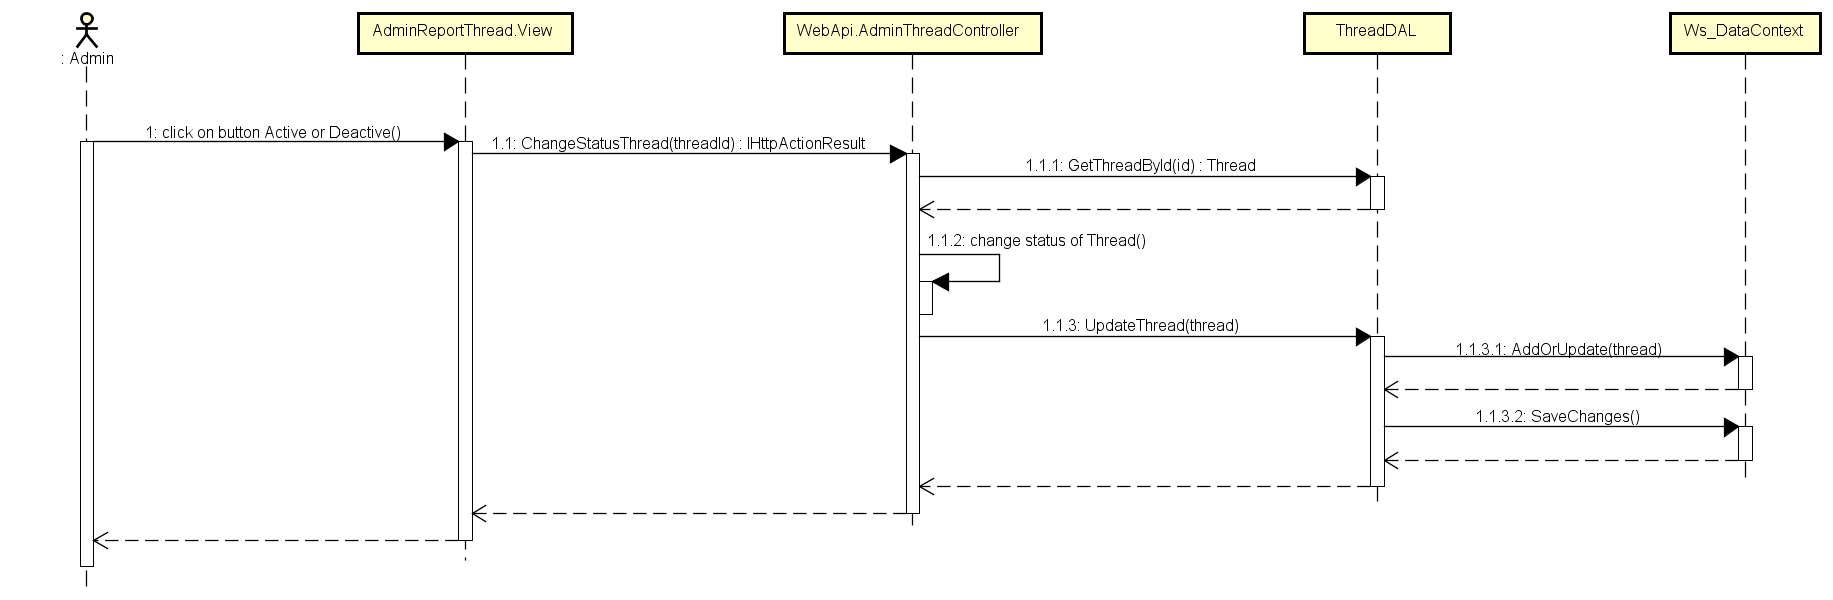 AdminReportThread.View
WebApi.AdminThreadController
ThreadDAL
Ws_DataContext
: Admin
1: click on button Active or Deactive()
1.1: ChangeStatusThread(threadId) : IHttpActionResult
1.1.1: GetThreadById(id) : Thread
1.1.2: change status of Thread()
1.1.3: UpdateThread(thread)
1.1.3.1: AddOrUpdate(thread)
1.1.3.2: SaveChanges()